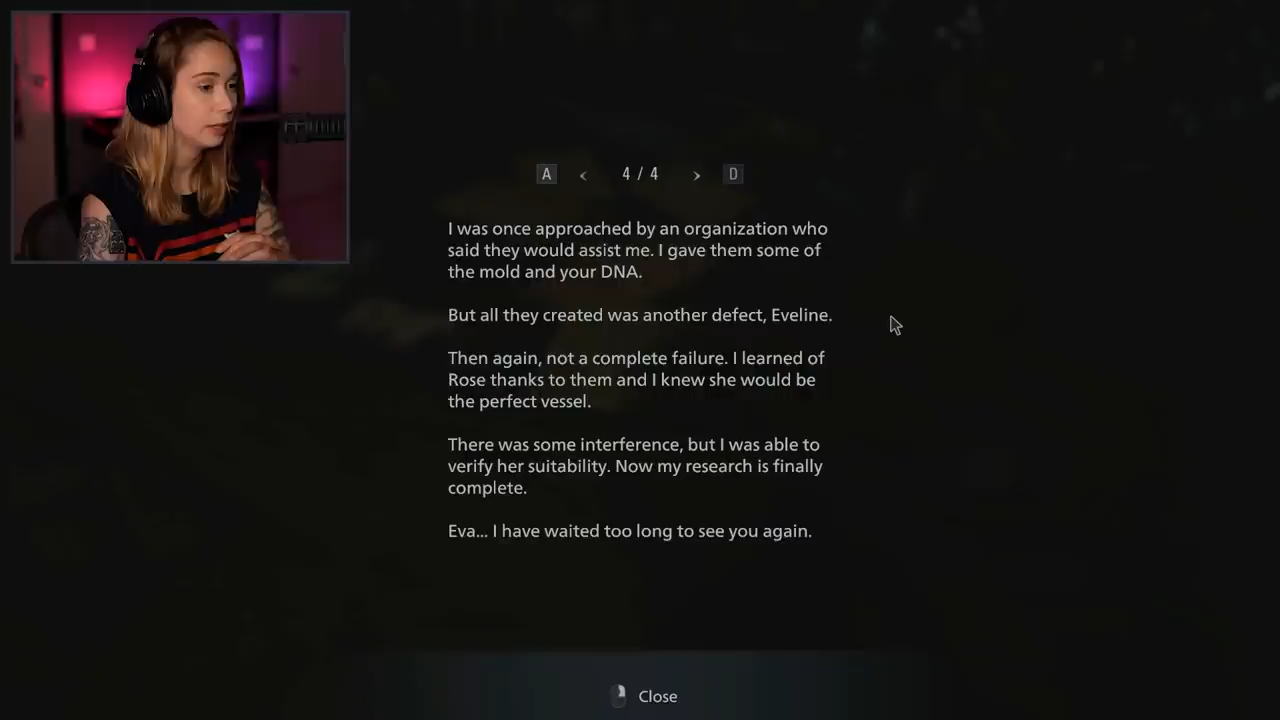 A < 4 / 4 > D
I was once approached by an organization who
said they would assist me. I gave them some of
the mold and your DNA.
But all they created was another defect, Eveline.
Then again, not a complete failure. I learned of
Rose thanks to them and I knew she would be
the perfect vessel.
There was some interference, but I was able to
verify her suitability. Now my research is finally
complete.
Eva... I have waited too long to see you again.
Close